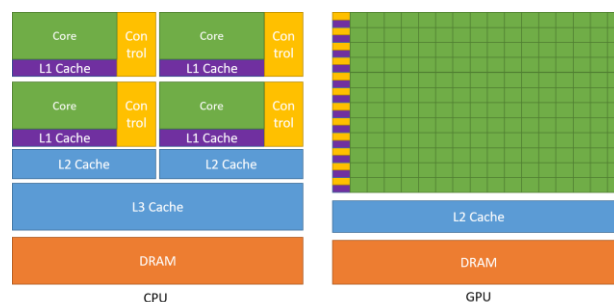 Core
Con
trol
L1 Cache
Core
Con
trol
L1 Cache
Core
Con
trol
L1 Cache
Core
Con
trol
L1 Cache
L2 Cache
L2 Cache
L3 Cache
DRAM
CPU
L2 Cache
DRAM
GPU